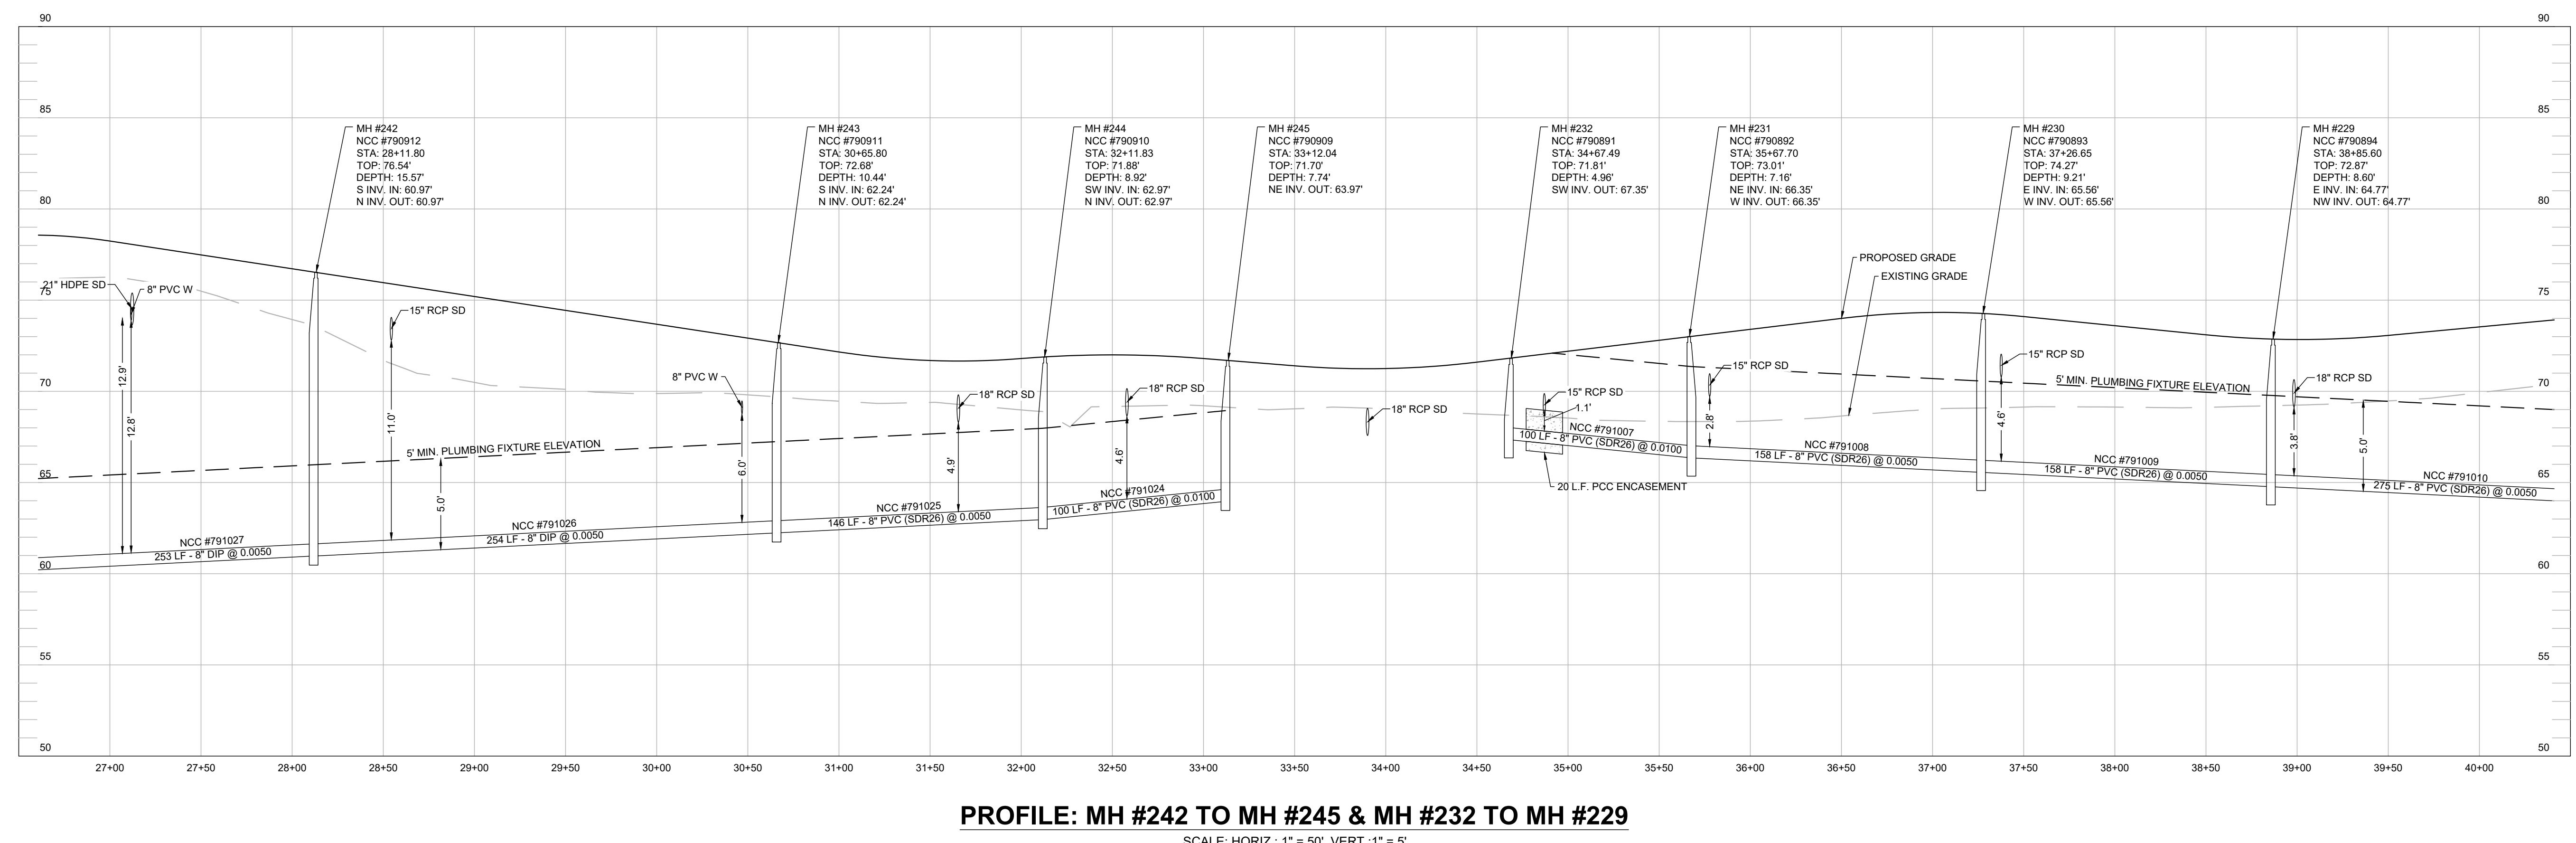 90
90
85
85
80
80
75
75
70
70
65
65
60
60
55
55
50
50
MH #242
NCC #790912
STA: 28+11.80
TOP: 76.54'
DEPTH: 15.57'
S INV. IN: 60.97'
N INV. OUT: 60.97'
MH #243
NCC #790911
STA: 30+65.80
TOP: 72.68'
DEPTH: 10.44'
S INV. IN: 62.24'
N INV. OUT: 62.24'
MH #244
NCC #790910
STA: 32+11.83
TOP: 71.88'
DEPTH: 8.92'
SW INV. IN: 62.97'
N INV. OUT: 62.97'
MH #245
NCC #790909
STA: 33+12.04
TOP: 71.70'
DEPTH: 7.74'
NE INV. OUT: 63.97'
MH #232
NCC #790891
STA: 34+67.49
TOP: 71.81'
DEPTH: 4.96'
SW INV. OUT: 67.35'
MH #231
NCC #790892
STA: 35+67.70
TOP: 73.01'
DEPTH: 7.16'
NE INV. IN: 66.35'
W INV. OUT: 66.35'
MH #230
NCC #790893
STA: 37+26.65
TOP: 74.27'
DEPTH: 9.21'
E INV. IN: 65.56'
W INV. OUT: 65.56'
MH #229
NCC #790894
STA: 38+85.60
TOP: 72.87'
DEPTH: 8.60'
E INV. IN: 64.77'
NW INV. OUT: 64.77'
PROPOSED GRADE
EXISTING GRADE
21" HDPE SD
8" PVC W
15" RCP SD
8" PVC W
18" RCP SD
18" RCP SD
18" RCP SD
15" RCP SD
1.1'
15" RCP SD
15" RCP SD
18" RCP SD
12.9'
12.8'
11.0'
5.0'
6.0'
4.9'
4.6'
2.8'
4.6'
3.8'
5.0'
5' MIN. PLUMBING FIXTURE ELEVATION
5' MIN. PLUMBING FIXTURE ELEVATION
NCC #791027
253 LF - 8" DIP @ 0.0050
NCC #791026
254 LF - 8" DIP @ 0.0050
NCC #791025
146 LF - 8" PVC (SDR26) @ 0.0050
NCC #791024
100 LF - 8" PVC (SDR26) @ 0.0100
NCC #791007
100 LF - 8" PVC (SDR26) @ 0.0100
20 L.F. PCC ENCASEMENT
NCC #791008
158 LF - 8" PVC (SDR26) @ 0.0050
NCC #791009
158 LF - 8" PVC (SDR26) @ 0.0050
NCC #791010
275 LF - 8" PVC (SDR26) @ 0.0050
27+00
27+50
28+00
28+50
29+00
29+50
30+00
30+50
31+00
31+50
32+00
32+50
33+00
33+50
34+00
34+50
35+00
35+50
36+00
36+50
37+00
37+50
38+00
38+50
39+00
39+50
40+00
PROFILE: MH #242 TO MH #245 & MH #232 TO MH #229
SCALE: HORIZ.: 1" = 50', VERT.:1" = 5'